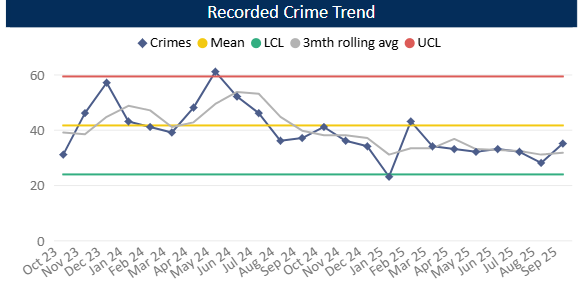 Recorded Crime Trend
Crimes Mean LCL 3mth rolling avg UCL
60
40
20
0
Oct 23 Nov 23 Dec 23 Jan 24 Feb 24 Mar 24 Apr 24 May 24 Jun 24 Jul 24 Aug 24 Sep 24 Oct 24 Nov 24 Dec 24 Jan 25 Feb 25 Mar 25 Apr 25 May 25 Jun 25 Jul 25 Aug 25 Sep 25